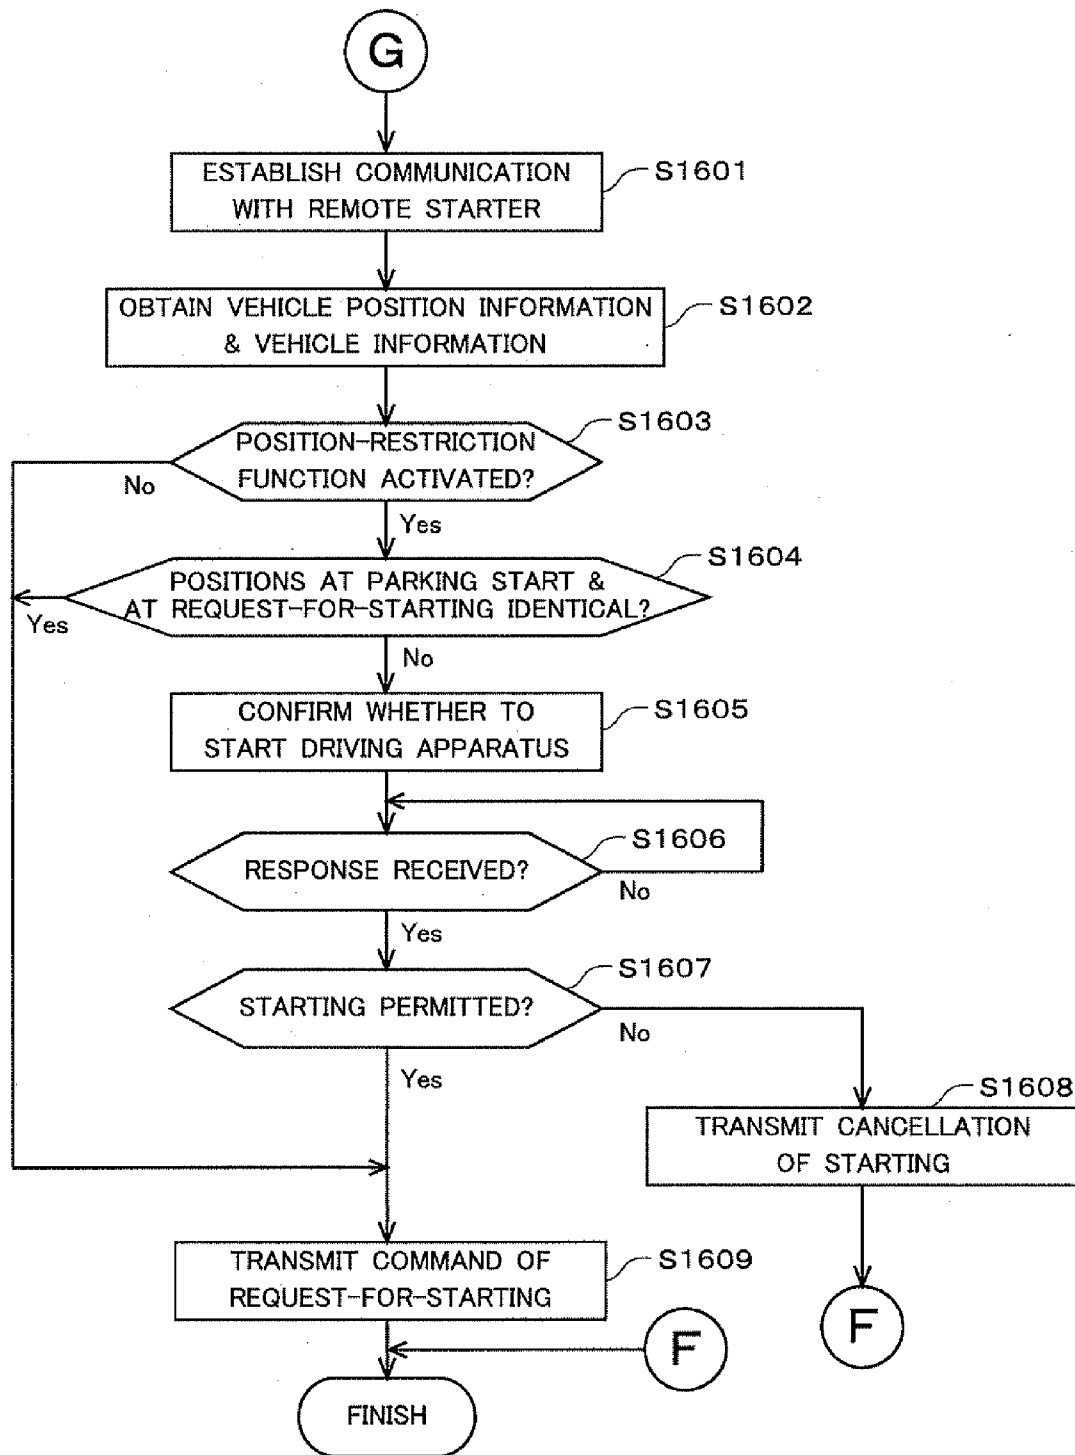 G
ESTABLISH COMMUNICATION
WITH REMOTE STARTER
S1601
OBTAIN VEHICLE POSITION INFORMATION
& VEHICLE INFORMATION
S1602
POSITION-RESTRICTION
FUNCTION ACTIVATED?
S1603
No
Yes
POSITIONS AT PARKING START &
AT REQUEST-FOR-STARTING IDENTICAL?
S1604
Yes
No
CONFIRM WHETHER TO
START DRIVING APPARATUS
S1605
RESPONSE RECEIVED?
S1606
No
Yes
STARTING PERMITTED?
S1607
No
Yes
TRANSMIT CANCELLATION
OF STARTING
S1608
TRANSMIT COMMAND OF
REQUEST-FOR-STARTING
S1609
F
F
FINISH